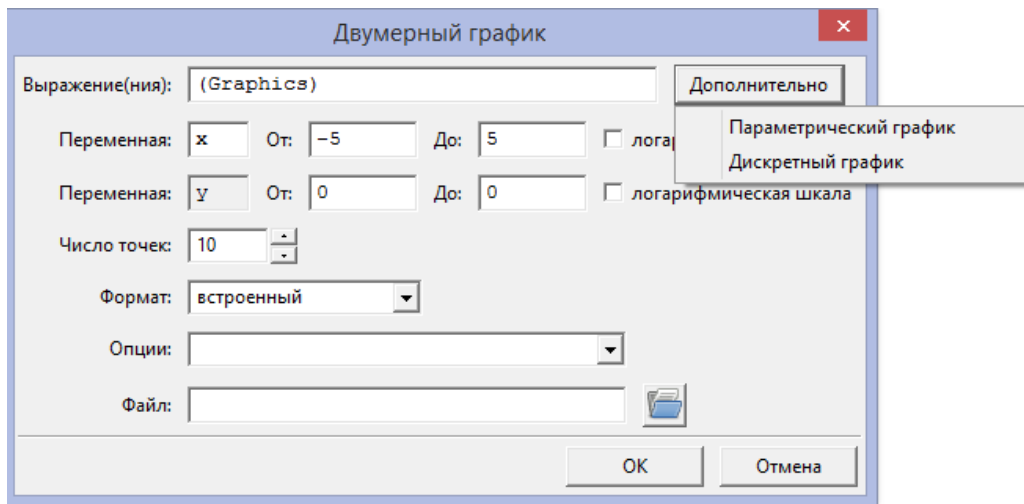 Двумерный график
Выражение(ния): (Graphics) Дополнительно
Параметрический график
Дискретный график
Переменная: x От: -5 До: 5 лога
Переменная: y От: 0 До: 0 логарифмическая шкала
Число точек: 10
Формат: встроенный
Опции:
Файл:
OK Отмена